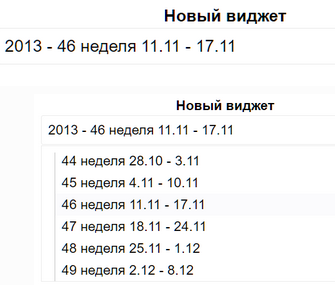 Новый виджет
2013 - 46 неделя 11.11 - 17.11
Новый виджет
2013 - 46 неделя 11.11 - 17.11
44 неделя 28.10 - 3.11
45 неделя 4.11 - 10.11
46 неделя 11.11 - 17.11
47 неделя 18.11 - 24.11
48 неделя 25.11 - 1.12
49 неделя 2.12 - 8.12